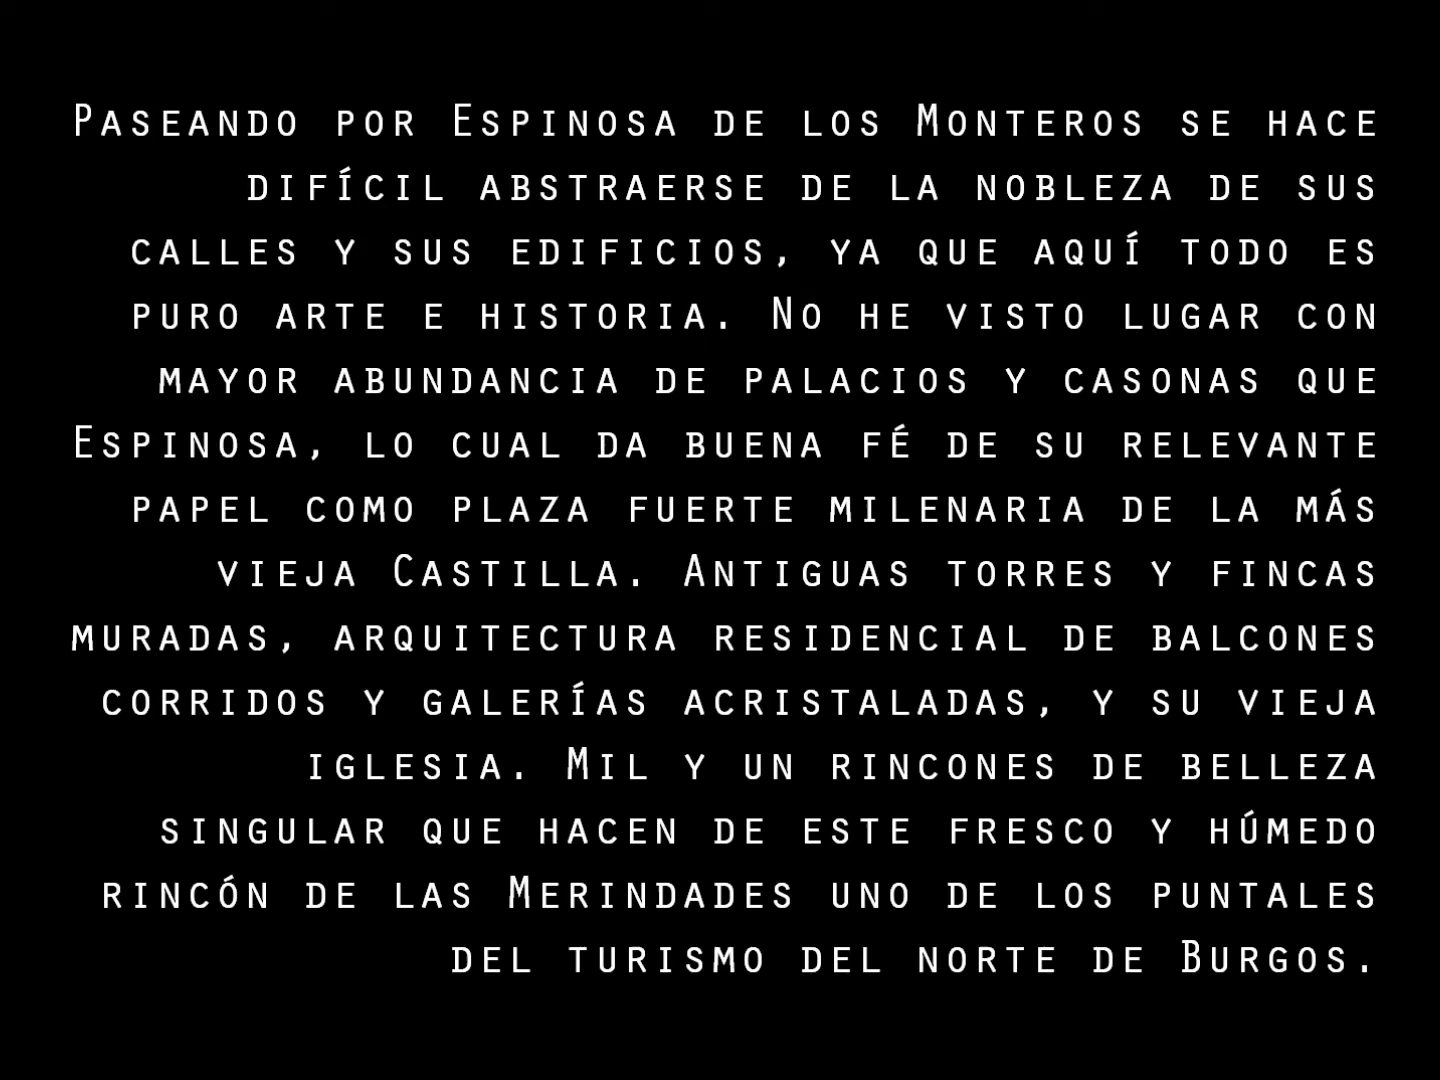 Paseando por Espinosa de los Monteros se hace
difícil abstraerse de la nobleza de sus
calles y sus edificios, ya que aquí todo es
puro arte e historia. No he visto lugar con
mayor abundancia de palacios y casonas que
Espinosa, lo cual da buena fé de su relevante
papel como plaza fuerte milenaria de la más
vieja Castilla. Antiguas torres y fincas
muradas, arquitectura residencial de balcones
corridos y galerías acristaladas, y su vieja
iglesia. Mil y un rincones de belleza
singular que hacen de este fresco y húmedo
rincón de las Merindades uno de los puntales
del turismo del norte de Burgos.